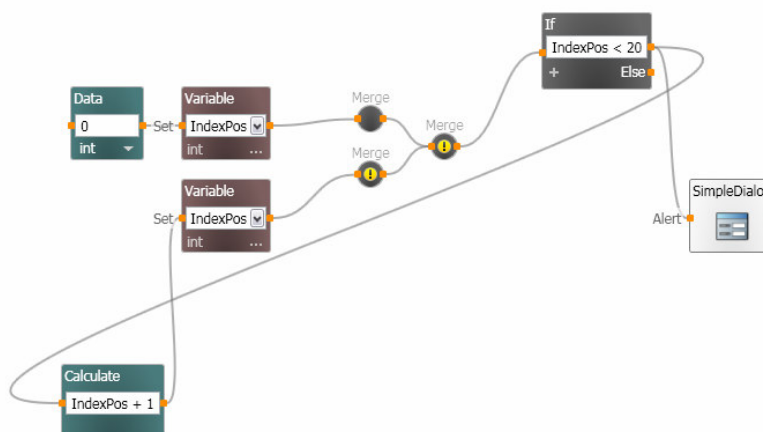 If
IndexPos < 20
Else
Data
0
int
Set
Variable
IndexPos
int
...
Merge
Merge
Merge
Variable
Set
IndexPos
int
...
SimpleDialo
Alert
Calculate
IndexPos + 1